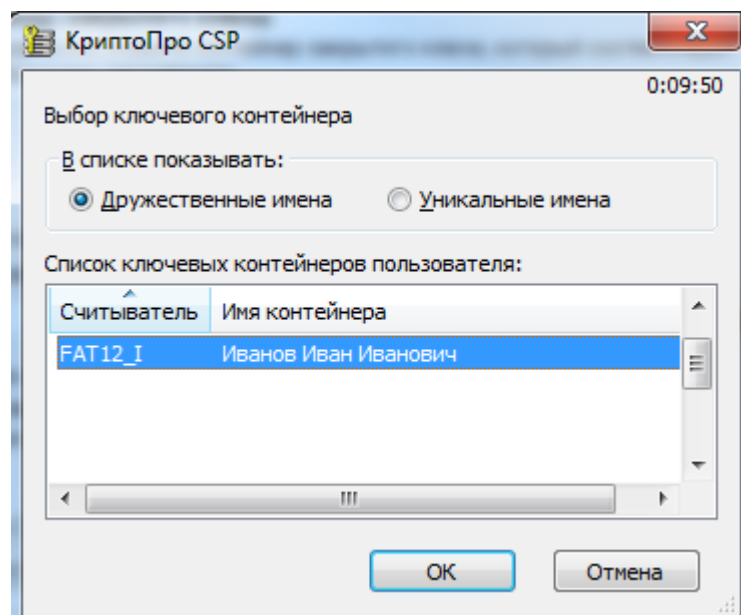 КриптоПро CSP
0:09:50
Выбор ключевого контейнера
В списке показывать:
Дружественные имена Уникальные имена
Список ключевых контейнеров пользователя:
Считыватель Имя контейнера
FAT12_I Иванов Иван Иванович
OK Отмена